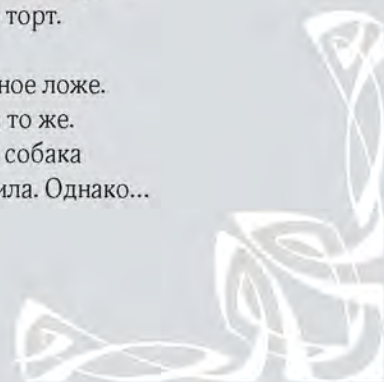 торт.
ное ложе.
то же.
собака
ила. Однако...